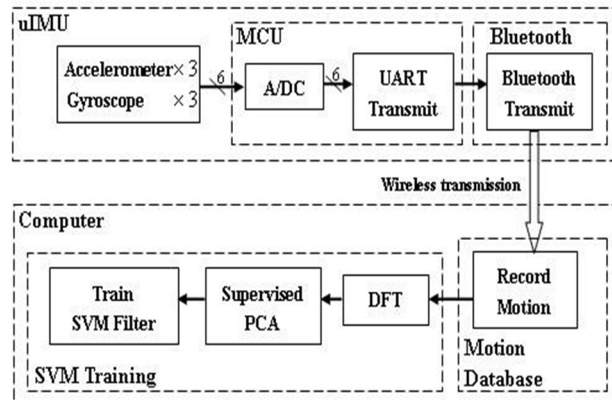 uIMU
MCU
Bluetooth
Accelerometer×3
Gyroscope ×3
6
A/DC
6
UART
Transmit
Bluetooth
Transmit
Wireless transmission
Computer
Train
SVM Filter
Supervised
PCA
DFT
Record
Motion
SVM Training
Motion
Database